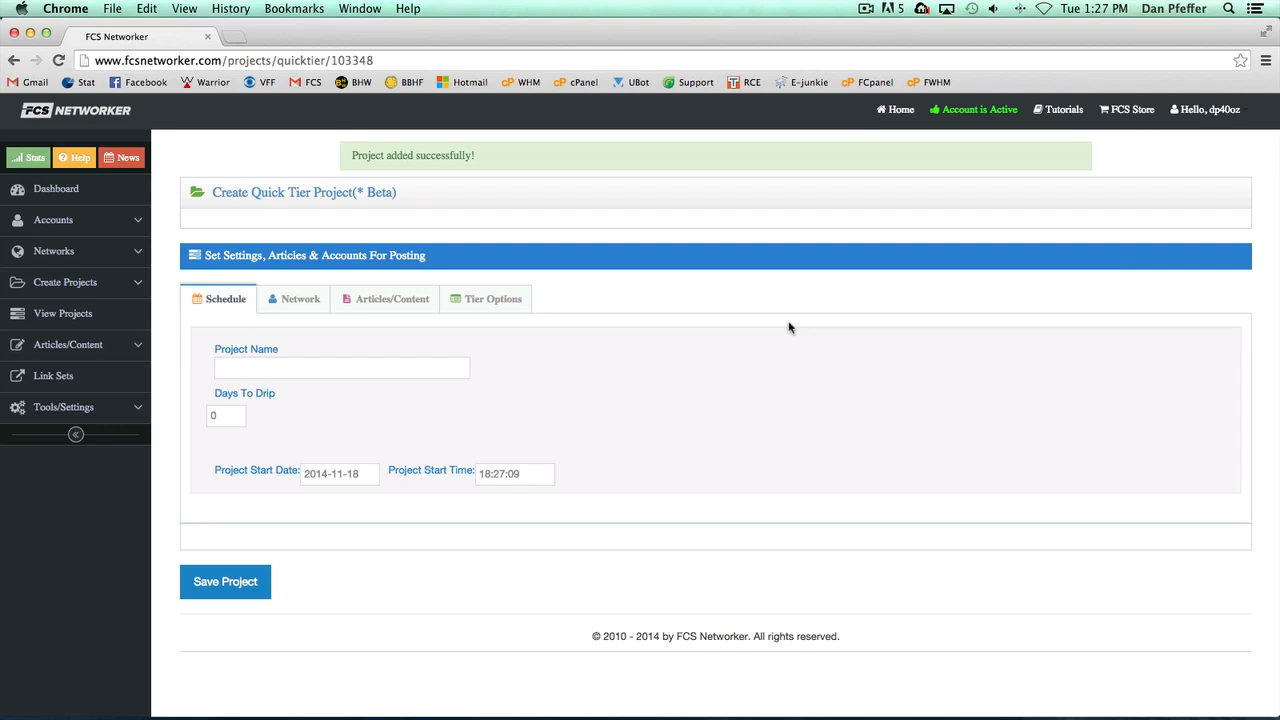 Chrome File Edit View History Bookmarks Window Help 5 Tue 1:27 PM Dan Pfeffer
FCS Networker
www.fcsnetworker.com/projects/quicktier/103348
Gmail Stat Facebook Warrior VFF FCS BHW BBHF Hotmail WHM cPanel UBot Support RCE E-junkie FCpanel FWHM
FCS NETWORKER Home Account is Active Tutorials FCS Store Hello, dp40oz
Stats Help News
Dashboard
Accounts
Networks
Create Projects
View Projects
Articles/Content
Link Sets
Tools/Settings
Project added successfully!
Create Quick Tier Project(* Beta)
Set Settings, Articles & Accounts For Posting
Schedule Network Articles/Content Tier Options
Project Name
Days To Drip
0
Project Start Date: 2014-11-18 Project Start Time: 18:27:09
Save Project
© 2010 - 2014 by FCS Networker. All rights reserved.